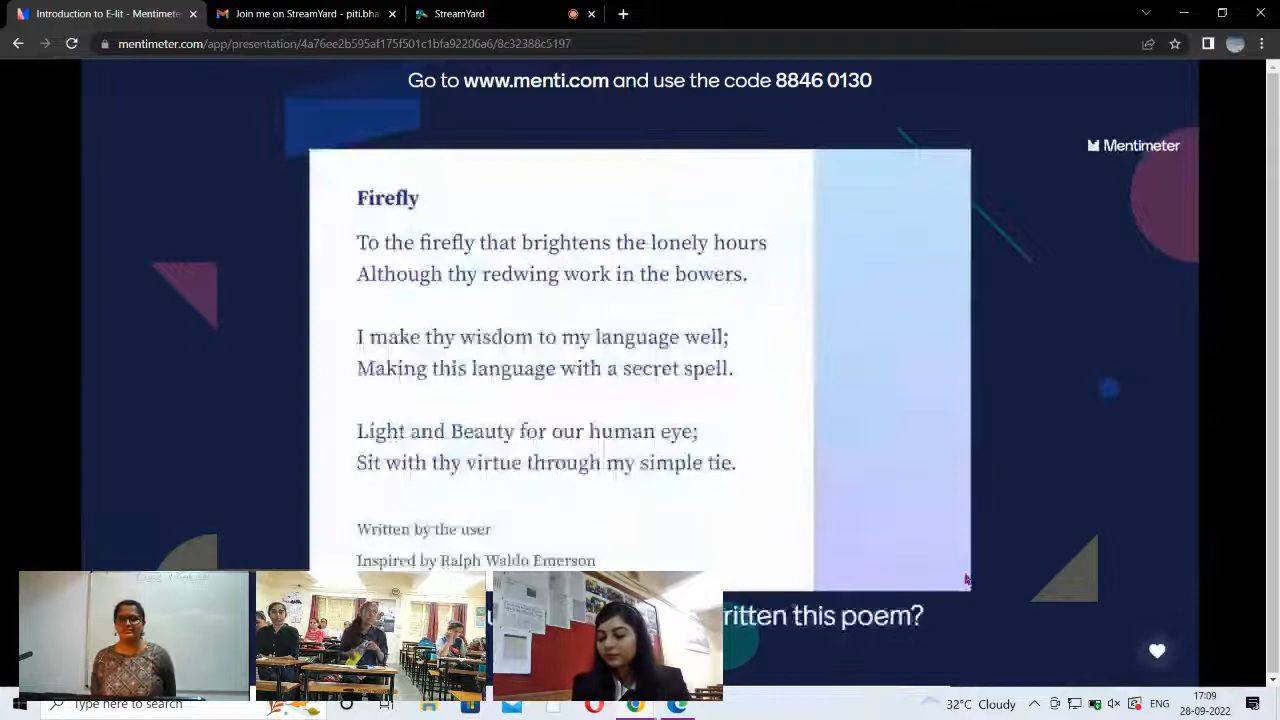 Introduction to E-lit - Mentimete
Join me on StreamYard - piti.bha
StreamYard
mentimeter.com/app/presentation/4a76ee2b595af175f501c1bfa92206a6/8c32388c5197
Go to www.menti.com and use the code 8846 0130
Mentimeter
Firefly
To the firefly that brightens the lonely hours
Although thy redwing work in the bowers.
I make thy wisdom to my language well;
Making this language with a secret spell.
Light and Beauty for our human eye;
Sit with thy virtue through my simple tie.
Written by the user
Inspired by Ralph Waldo Emerson
ritten this poem?
Type here to search
32°C Cloudy
ENG
17:09
28-09-2022